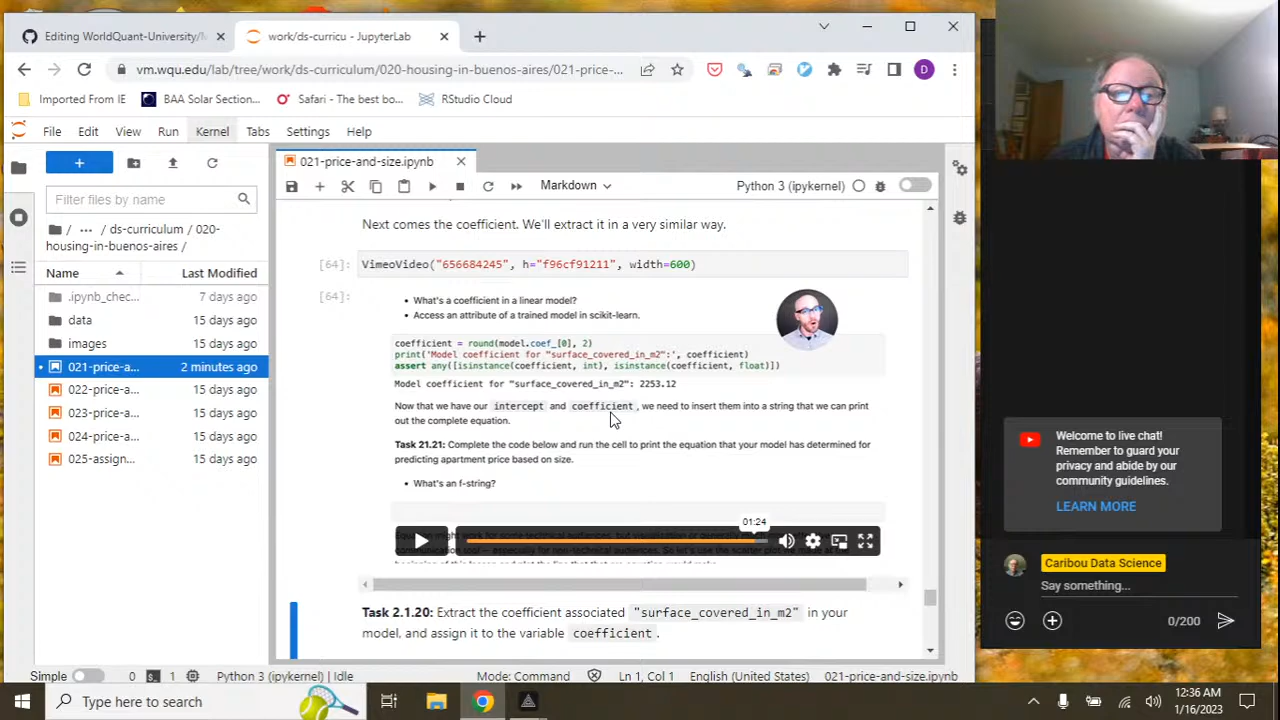 Editing WorldQuant-University/M
work/ds-curricu - JupyterLab
vm.wqu.edu/lab/tree/work/ds-curriculum/020-housing-in-buenos-aires/021-price-...
D
Imported From IE
BAA Solar Section...
Safari - The best bo...
RStudio Cloud
File Edit View Run Kernel Tabs Settings Help
021-price-and-size.ipynb
Markdown
Python 3 (ipykernel)
Filter files by name
/ ... / ds-curriculum / 020-
housing-in-buenos-aires /
Name Last Modified
.ipynb_chec... 7 days ago
data 15 days ago
images 15 days ago
021-price-a... 2 minutes ago
022-price-a... 15 days ago
023-price-a... 15 days ago
024-price-a... 15 days ago
025-assign... 15 days ago
Next comes the coefficient. We'll extract it in a very similar way.
[64]: VimeoVideo("656684245", h="f96cf91211", width=600)
[64]:
• What's a coefficient in a linear model?
• Access an attribute of a trained model in scikit-learn.
coefficient = round(model.coef_[0], 2)
print('Model coefficient for "surface_covered_in_m2":', coefficient)
assert any([isinstance(coefficient, int), isinstance(coefficient, float)])
Model coefficient for "surface_covered_in_m2": 2253.12
Now that we have our intercept and coefficient, we need to insert them into a string that we can print
out the complete equation.
Task 21.21: Complete the code below and run the cell to print the equation that your model has determined for
predicting apartment price based on size.
• What's an f-string?
01:24
Task 2.1.20: Extract the coefficient associated "surface_covered_in_m2" in your
model, and assign it to the variable coefficient.
Simple 0 1 Python 3 (ipykernel) | Idle Mode: Command Ln 1, Col 1 English (United States) 021-price-and-size.ipynb
Welcome to live chat!
Remember to guard your
privacy and abide by our
community guidelines.
LEARN MORE
Caribou Data Science
Say something...
0/200
Type here to search
12:36 AM
1/16/2023